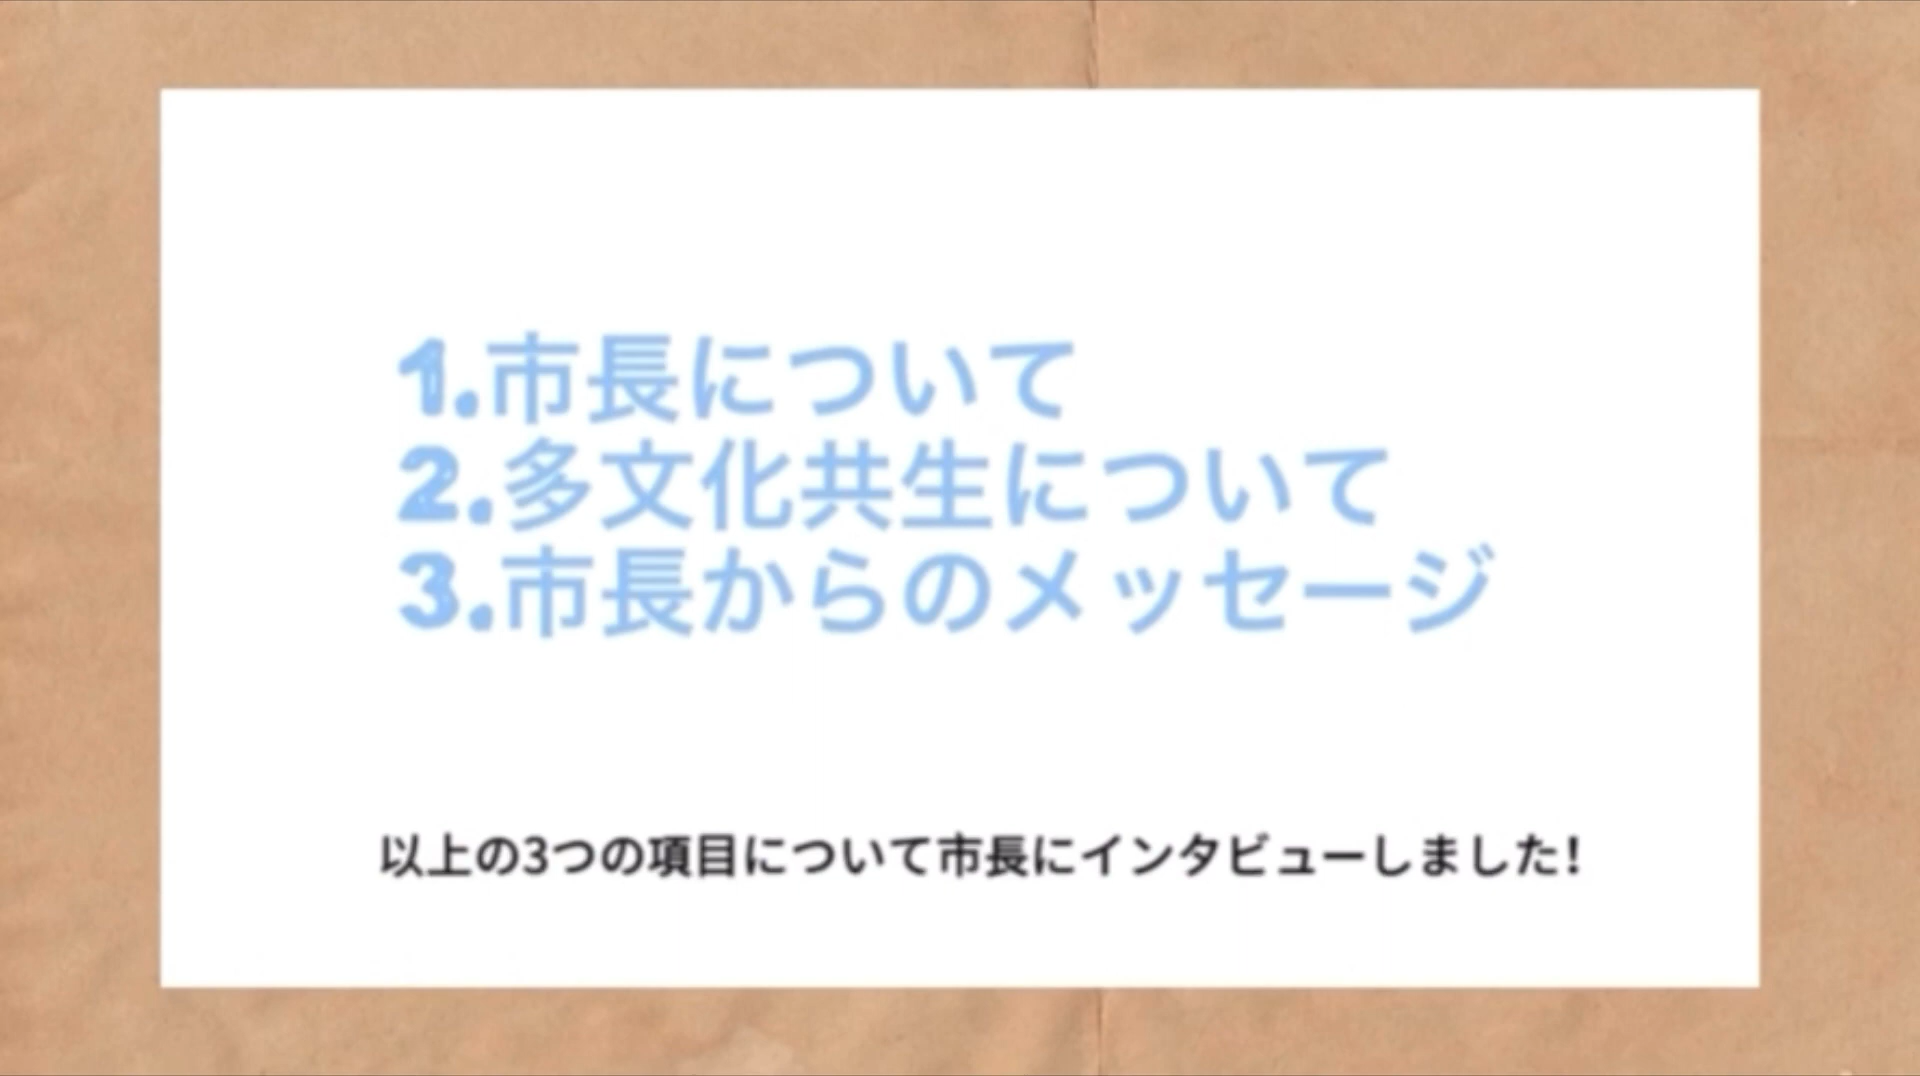 1.市長について
2.多文化共生について
3.市長からのメッセージ
以上の3つの項目について市長にインタビューしました!